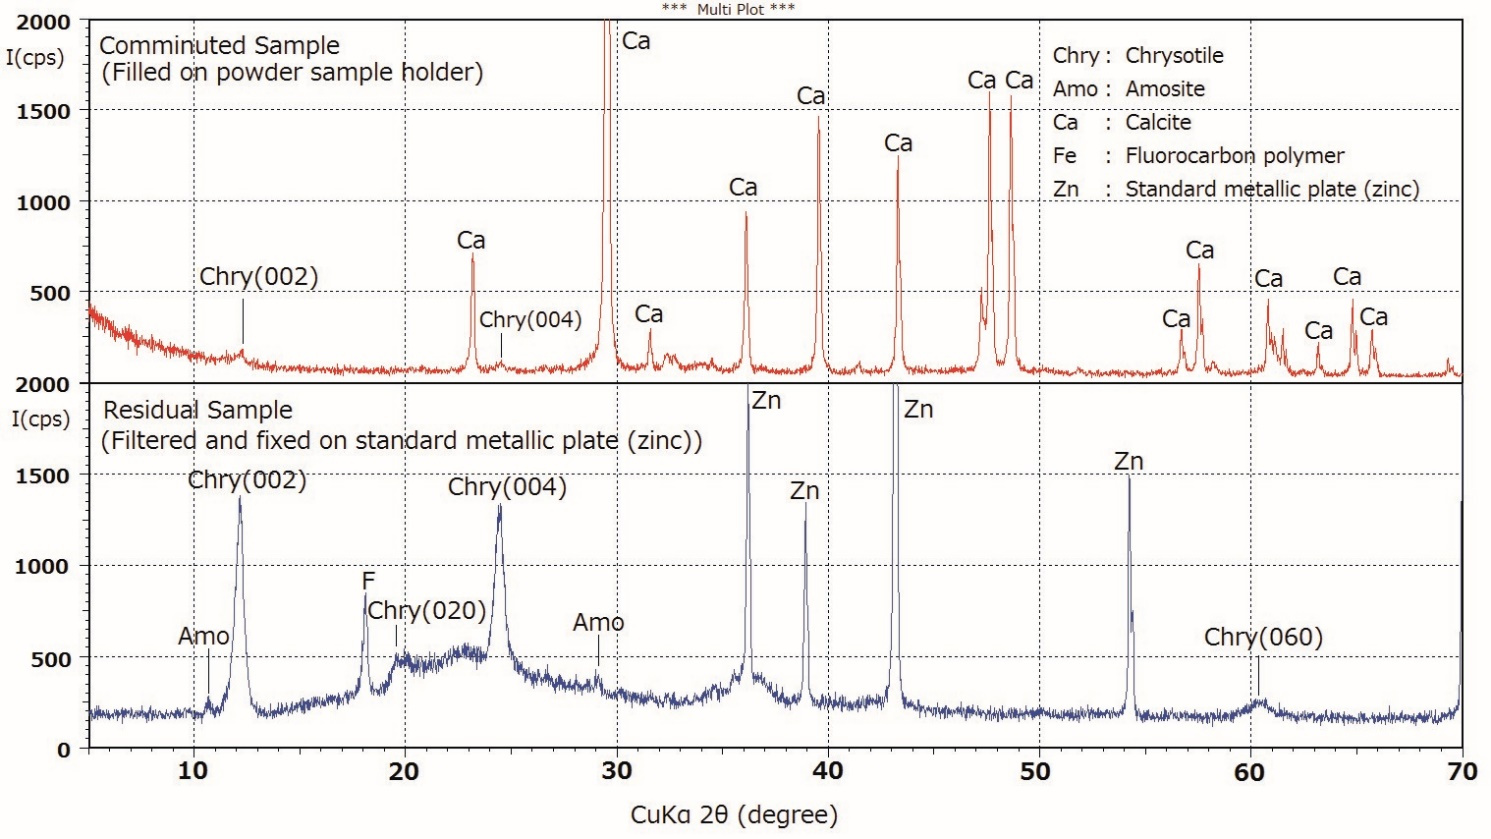 *** Multi Plot ***
2000
I(cps)
1500
1000
500
Comminuted Sample
(Filled on powder sample holder)
Chry(002)
Ca
Chry(004)
Ca
Ca
Ca
Ca
Ca
Ca Ca
Ca
Ca
Ca
Ca
Ca
Ca
Chry : Chrysotile
Amo : Amosite
Ca : Calcite
Fe : Fluorocarbon polymer
Zn : Standard metallic plate (zinc)
2000
I(cps)
1500
1000
500
0
Residual Sample
(Filtered and fixed on standard metallic plate (zinc))
Amo
Chry(002)
F
Chry(020)
Chry(004)
Amo
Zn
Zn
Zn
Zn
Chry(060)
10 20 30 40 50 60 70
CuKα 2θ (degree)